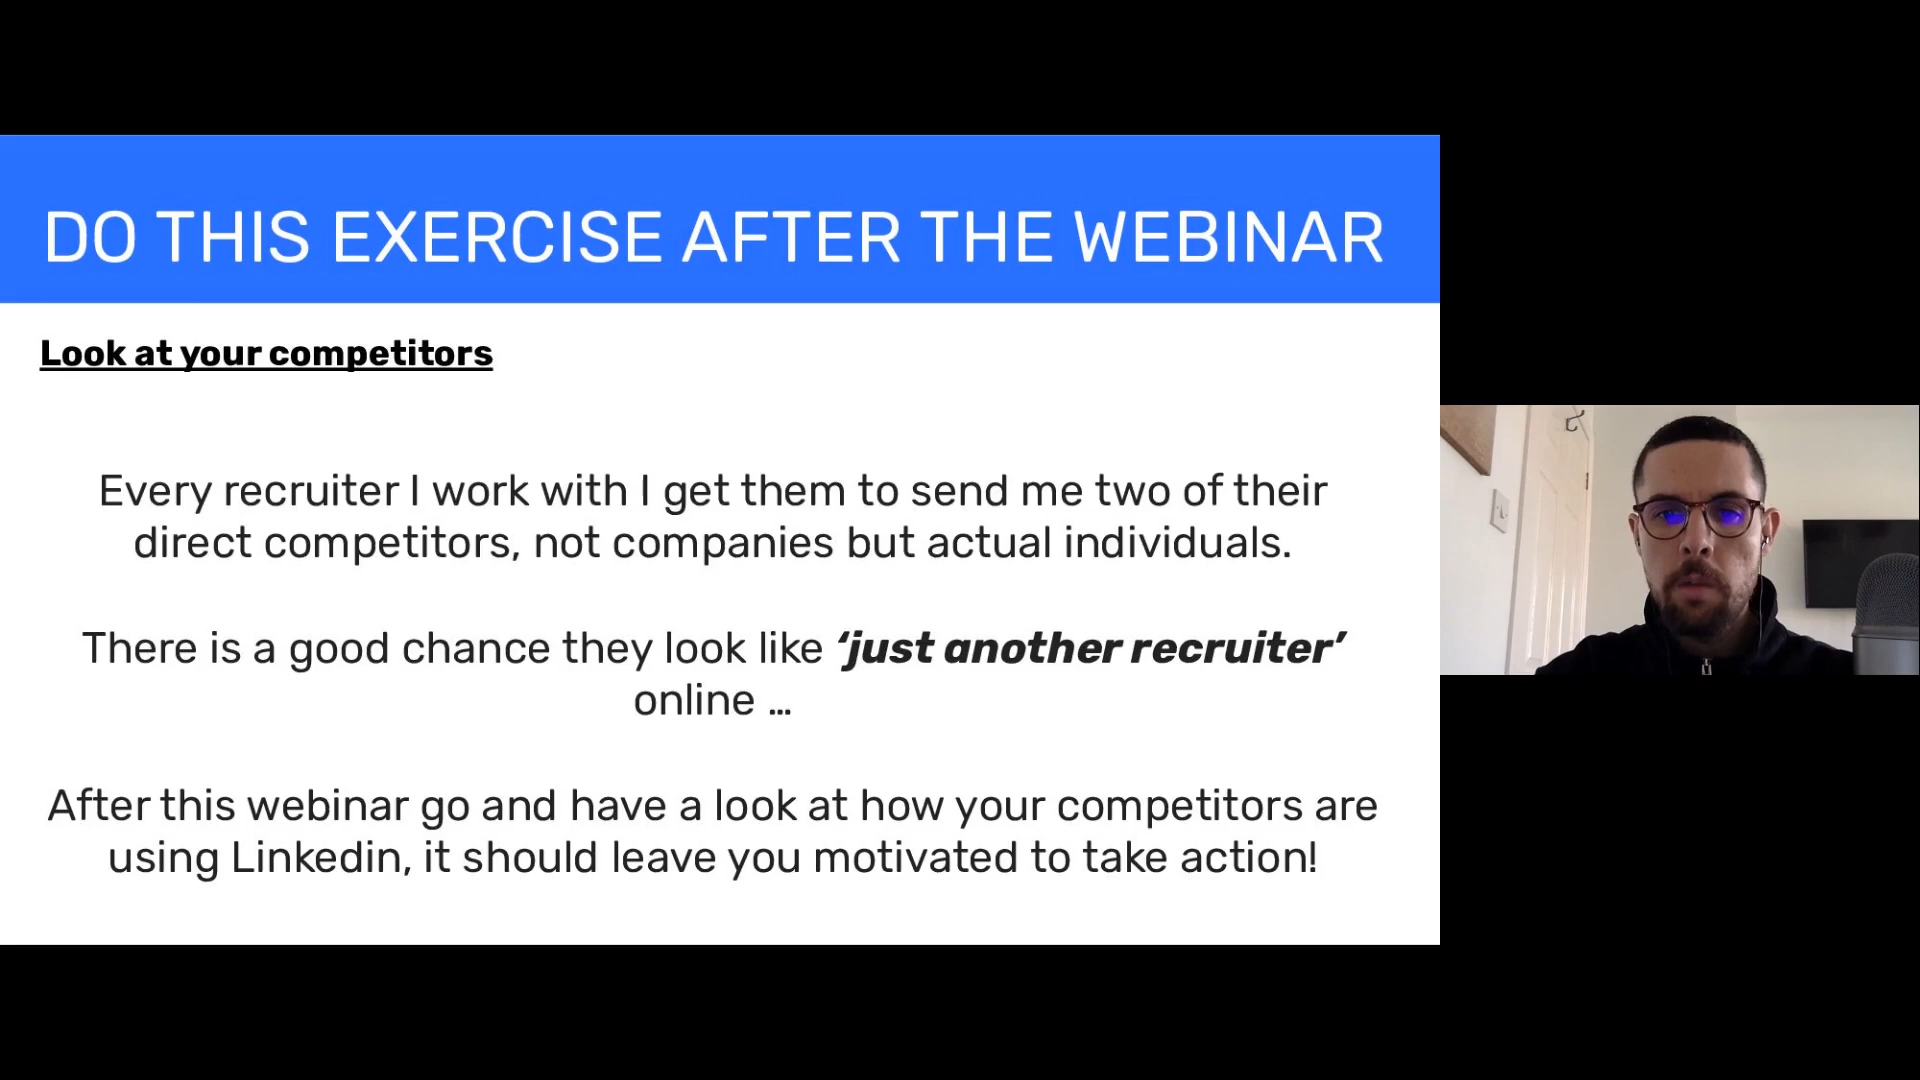 DO THIS EXERCISE AFTER THE WEBINAR
Look at your competitors
Every recruiter I work with I get them to send me two of their
direct competitors, not companies but actual individuals.
There is a good chance they look like ‘just another recruiter’
online ...
After this webinar go and have a look at how your competitors are
using Linkedin, it should leave you motivated to take action!